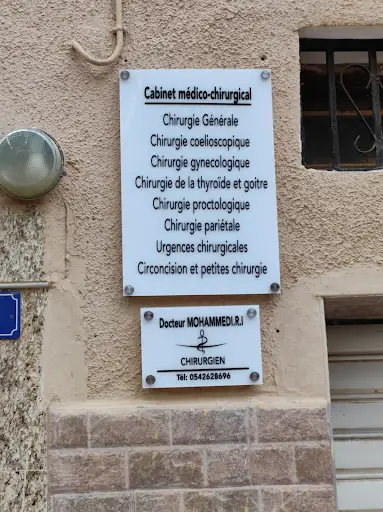 Cabinet médico-chirurgical
Chirurgie Générale
Chirurgie coelioscopique
Chirurgie gynecologique
Chirurgie de la thyroïde et goitre
Chirurgie proctologique
Chirurgie pariétale
Urgences chirurgicales
Circoncision et petites chirurgie
Docteur MOHAMMEDI.R.I
CHIRURGIEN
Tél: 0542628696